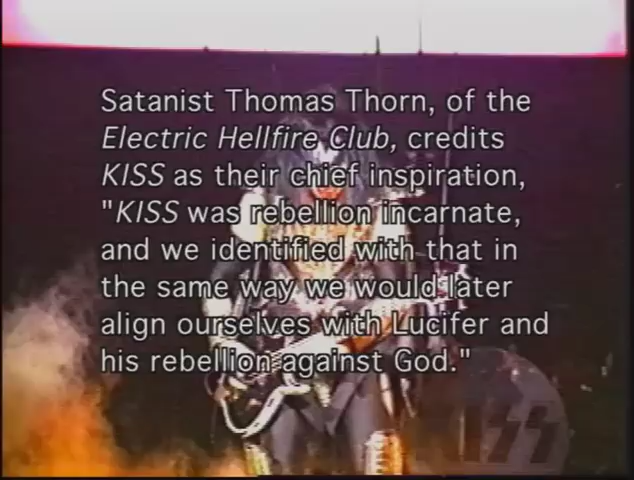 Satanist Thomas Thorn, of the
Electric Hellfire Club, credits
KISS as their chief inspiration,
"KISS was rebellion incarnate,
and we identified with that in
the same way we would later
align ourselves with Lucifer and
his rebellion against God."
KISS